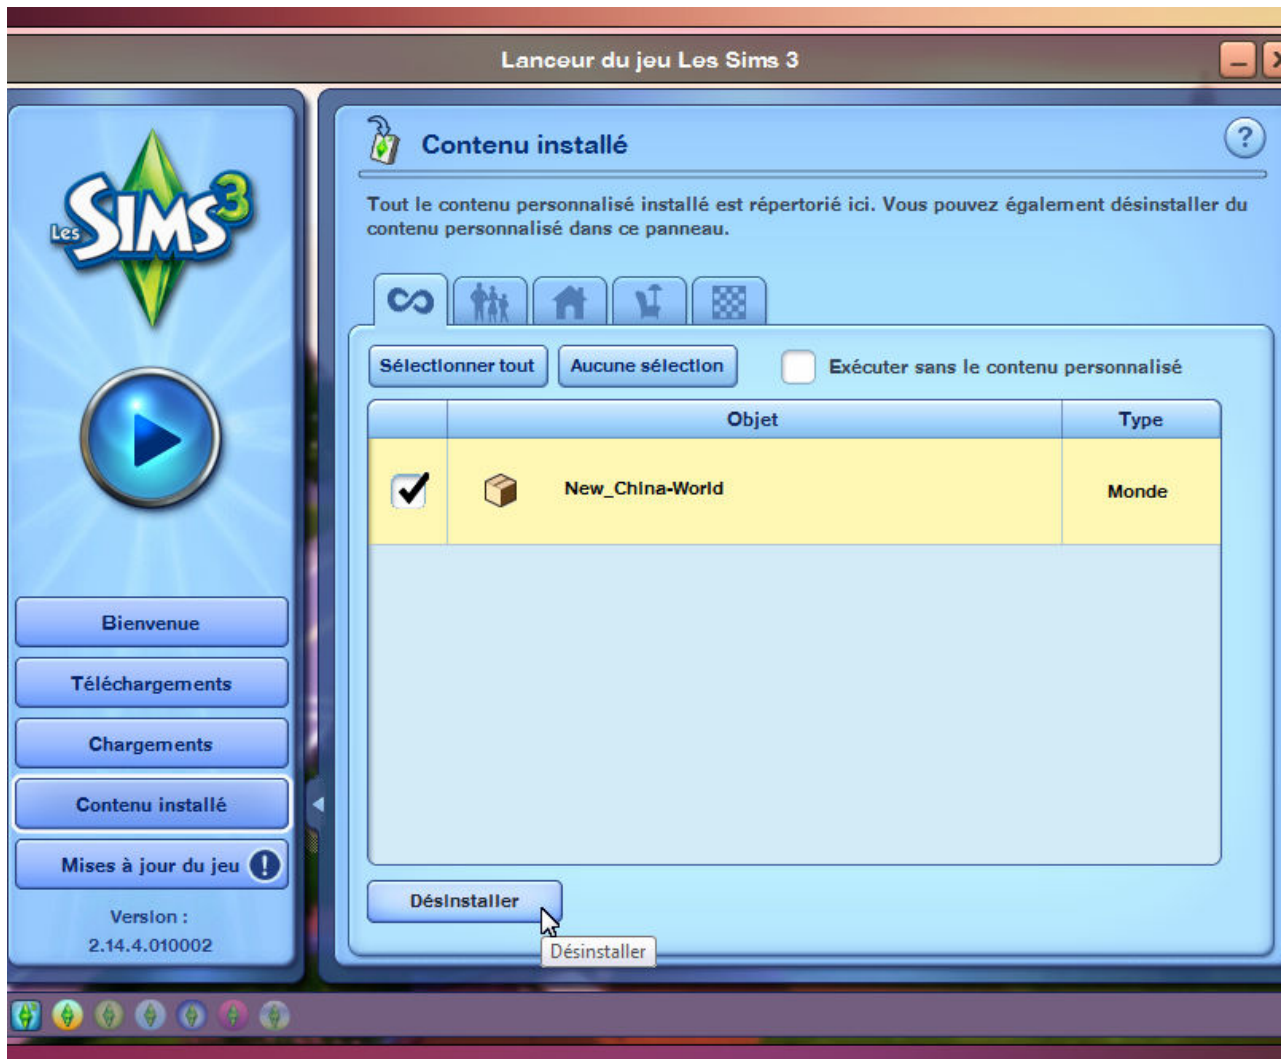 Lanceur du jeu Les Sims 3
Les SIMS 3
Contenu installé
?
Tout le contenu personnalisé installé est répertorié ici. Vous pouvez également désinstaller du
contenu personnalisé dans ce panneau.
Sélectionner tout
Aucune sélection
Exécuter sans le contenu personnalisé
Objet
Type
New_China-World
Monde
Bienvenue
Téléchargements
Chargements
Contenu installé
Mises à jour du jeu !
Version :
2.14.4.010002
Désinstaller
Désinstaller